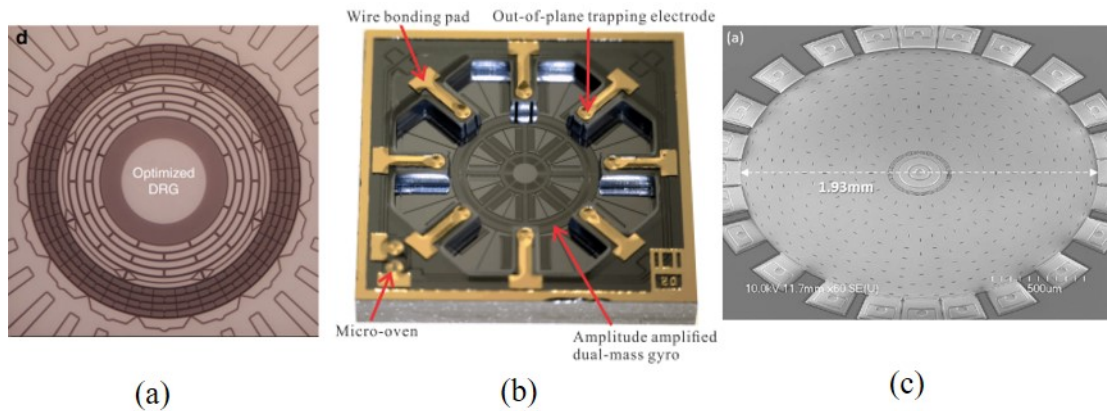 d
Optimized
DRG
(a)
Wire bonding pad
Out-of-plane trapping electrode
Micro-oven
Amplitude amplified
dual-mass gyro
(b)
(a)
1.93mm
10.0kV 11.7mm x60 SE(U)
500um
(c)